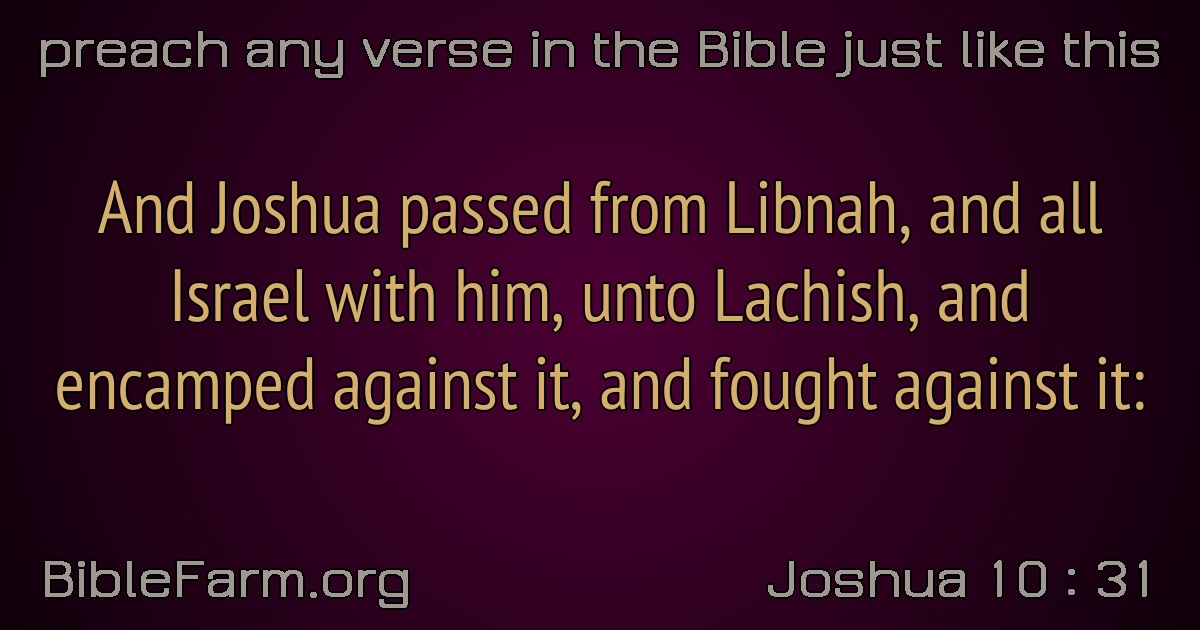 preach any verse in the Bible just like this
And Joshua passed from Libnah, and all
Israel with him, unto Lachish, and
encamped against it, and fought against it:
BibleFarm.org
Joshua 10 : 31